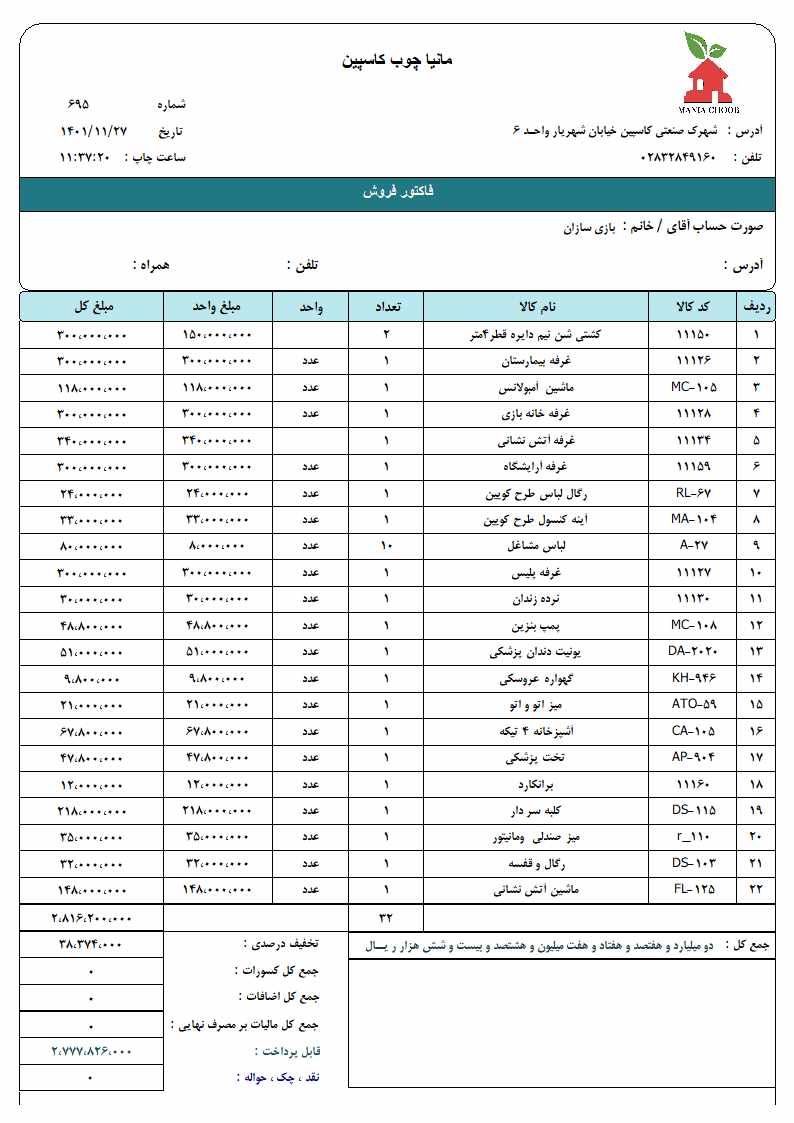 مانیا چوب کاسپین
MANIA CHOOB
شماره ۶۹۵
آدرس : شهرک صنعتی کاسپین خیابان شهریار واحد ۶
تاریخ ۱۴۰۱/۱۱/۲۷
تلفن : ۰۲۸۳۲۸۴۹۱۶۰
ساعت چاپ : ۱۱:۳۷:۲۰
فاکتور فروش
صورت حساب آقای / خانم : بازی سازان
آدرس : تلفن : همراه :
ردیف کد کالا نام کالا تعداد واحد مبلغ واحد مبلغ کل
۱ ۱۱۱۵۰ کشتی شن نیم دایره قطر۴متر ۲ ۱۵۰،۰۰۰،۰۰۰ ۳۰۰،۰۰۰،۰۰۰
۲ ۱۱۱۲۶ غرفه بیمارستان ۱ عدد ۳۰۰،۰۰۰،۰۰۰ ۳۰۰،۰۰۰،۰۰۰
۳ MC-۱۰۵ ماشین آمبولانس ۱ عدد ۱۱۸،۰۰۰،۰۰۰ ۱۱۸،۰۰۰،۰۰۰
۴ ۱۱۱۲۸ غرفه خانه بازی ۱ عدد ۳۰۰،۰۰۰،۰۰۰ ۳۰۰،۰۰۰،۰۰۰
۵ ۱۱۱۳۴ غرفه آتش نشانی ۱ ۳۴۰،۰۰۰،۰۰۰ ۳۴۰،۰۰۰،۰۰۰
۶ ۱۱۱۵۹ غرفه آرایشگاه ۱ عدد ۳۰۰،۰۰۰،۰۰۰ ۳۰۰،۰۰۰،۰۰۰
۷ RL-۶۷ رگال لباس طرح کویین ۱ عدد ۲۴،۰۰۰،۰۰۰ ۲۴،۰۰۰،۰۰۰
۸ MA-۱۰۴ آینه کنسول طرح کویین ۱ عدد ۳۳،۰۰۰،۰۰۰ ۳۳،۰۰۰،۰۰۰
۹ A-۲۷ لباس مشاغل ۱۰ عدد ۸،۰۰۰،۰۰۰ ۸۰،۰۰۰،۰۰۰
۱۰ ۱۱۱۲۷ غرفه پلیس ۱ عدد ۳۰۰،۰۰۰،۰۰۰ ۳۰۰،۰۰۰،۰۰۰
۱۱ ۱۱۱۳۰ نرده زندان ۱ عدد ۳۰،۰۰۰،۰۰۰ ۳۰،۰۰۰،۰۰۰
۱۲ MC-۱۰۸ پمپ بنزین ۱ عدد ۴۸،۸۰۰،۰۰۰ ۴۸،۸۰۰،۰۰۰
۱۳ DA-۲۰۲۰ یونیت دندان پزشکی ۱ عدد ۵۱،۰۰۰،۰۰۰ ۵۱،۰۰۰،۰۰۰
۱۴ KH-۹۴۶ گهواره عروسکی ۱ عدد ۹،۸۰۰،۰۰۰ ۹،۸۰۰،۰۰۰
۱۵ ATO-۵۹ میز اتو و اتو ۱ عدد ۲۱،۰۰۰،۰۰۰ ۲۱،۰۰۰،۰۰۰
۱۶ CA-۱۰۵ آشپزخانه ۴ تیکه ۱ عدد ۶۷،۸۰۰،۰۰۰ ۶۷،۸۰۰،۰۰۰
۱۷ AP-۹۰۴ تخت پزشکی ۱ عدد ۴۷،۸۰۰،۰۰۰ ۴۷،۸۰۰،۰۰۰
۱۸ ۱۱۱۶۰ برانکارد ۱ عدد ۱۲،۰۰۰،۰۰۰ ۱۲،۰۰۰،۰۰۰
۱۹ DS-۱۱۵ کلبه سر دار ۱ عدد ۲۱۸،۰۰۰،۰۰۰ ۲۱۸،۰۰۰،۰۰۰
۲۰ r_۱۱۰ میز صندلی ومانیتور ۱ عدد ۳۵،۰۰۰،۰۰۰ ۳۵،۰۰۰،۰۰۰
۲۱ DS-۱۰۳ رگال و قفسه ۱ عدد ۳۲،۰۰۰،۰۰۰ ۳۲،۰۰۰،۰۰۰
۲۲ FL-۱۲۵ ماشین آتش نشانی ۱ عدد ۱۴۸،۰۰۰،۰۰۰ ۱۴۸،۰۰۰،۰۰۰
۳۲ ۲،۸۱۶،۲۰۰،۰۰۰
جمع کل : دو میلیارد و هفتصد و هفتاد و هفت میلیون و هشتصد و بیست و شش هزار ریـال
تخفیف درصدی : ۳۸،۳۷۴،۰۰۰
جمع کل کسورات : ۰
جمع کل اضافات : ۰
جمع کل مالیات بر مصرف نهایی : ۰
قابل پرداخت : ۲،۷۷۷،۸۲۶،۰۰۰
نقد ، چک ، حواله : ۰